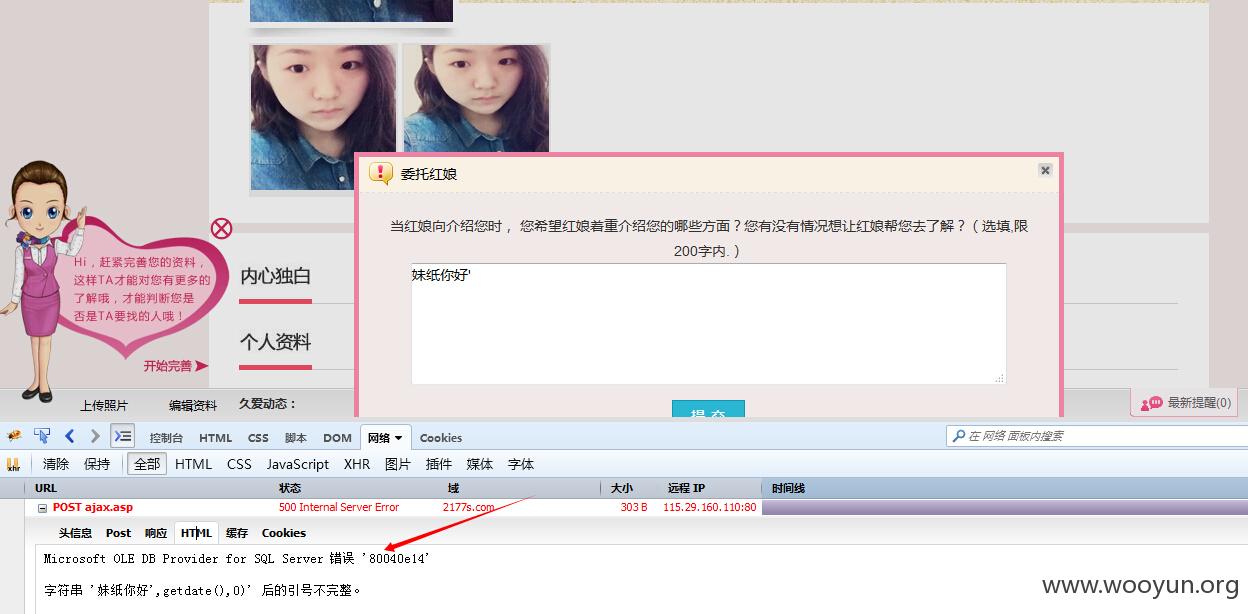 委托红娘
当红娘向介绍您时， 您希望红娘着重介绍您的哪些方面？您有没有情况想让红娘帮您去了解？（选填,限
200字内. ）
妹纸你好'
提 交
Hi，赶紧完善您的资料，
这样TA才能对您有更多的
了解哦，才能判断您是
否是TA要找的人哦！
开始完善
内心独白
个人资料
上传照片 编辑资料 久爱动态：
最新提醒(0)
控制台 HTML CSS 脚本 DOM 网络 Cookies
在 网络 面板内搜索
xhr 清除 保持 全部 HTML CSS JavaScript XHR 图片 插件 媒体 字体
URL 状态 域 大小 远程 IP 时间线
POST ajax.asp 500 Internal Server Error 2177s.com 303 B 115.29.160.110:80
头信息 Post 响应 HTML 缓存 Cookies
Microsoft OLE DB Provider for SQL Server 错误 '80040e14'
字符串 '妹纸你好',getdate(),0)' 后的引号不完整。
www.wooyun.org